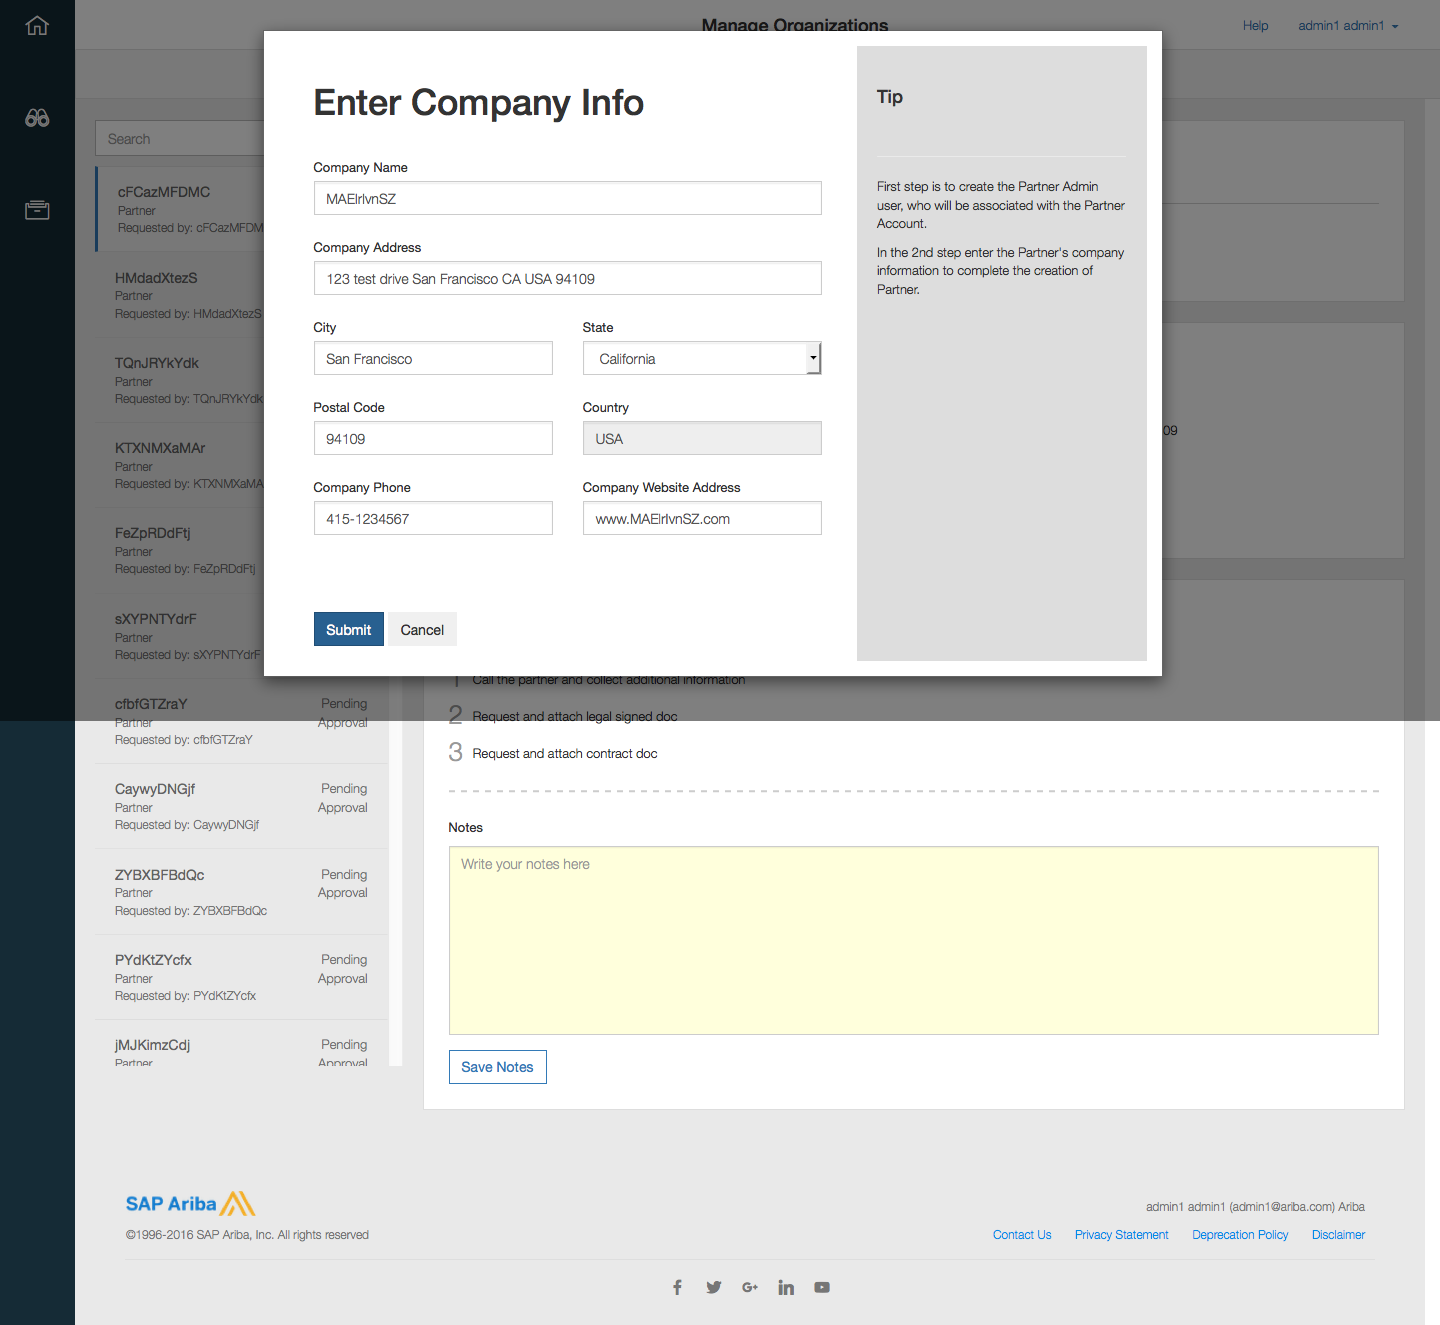 Manage Organizations
Help
admin1 admin1
Search
cFCazMFDMC
Partner
Requested by: cFCazMFDM
HMdadXtezS
Partner
Requested by: HMdadXtezS
TQnJRYkYdk
Partner
Requested by: TQnJRYkYdk
KTXNMXaMAr
Partner
Requested by: KTXNMXaMA
FeZpRDdFtj
Partner
Requested by: FeZpRDdFtj
sXYPNTYdrF
Partner
Requested by: sXYPNTYdrF
cfbfGTZraY
Pending
Partner
Approval
Requested by: cfbfGTZraY
CaywyDNGjf
Pending
Partner
Approval
Requested by: CaywyDNGjf
ZYBXBFBdQc
Pending
Partner
Approval
Requested by: ZYBXBFBdQc
PYdKtZYcfx
Pending
Partner
Approval
Requested by: PYdKtZYcfx
jMJKimzCdj
Pending
Partner
Approval
Enter Company Info
Company Name
MAElrIvnSZ
Company Address
123 test drive San Francisco CA USA 94109
City
State
San Francisco
California
Postal Code
Country
94109
USA
Company Phone
Company Website Address
415-1234567
www.MAElrIvnSZ.com
Submit
Cancel
Tip
First step is to create the Partner Admin
user, who will be associated with the Partner
Account.
In the 2nd step enter the Partner's company
information to complete the creation of
Partner.
09
1 Call the partner and collect additional information
2 Request and attach legal signed doc
3 Request and attach contract doc
Notes
Write your notes here
Save Notes
SAP Ariba
©1996-2016 SAP Ariba, Inc. All rights reserved
admin1 admin1 (admin1@ariba.com) Ariba
Contact Us
Privacy Statement
Deprecation Policy
Disclaimer